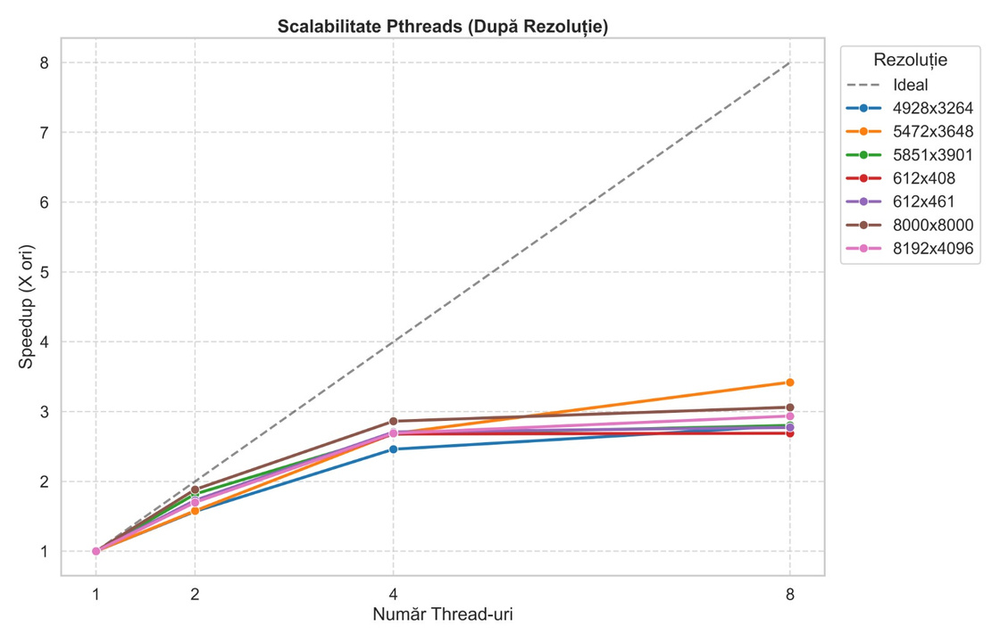 Scalabilitate Pthreads (După Rezoluție)
Speedup (X ori)
8
7
6
5
4
3
2
1
1 2 4 8
Număr Thread-uri
Rezoluție
Ideal
4928x3264
5472x3648
5851x3901
612x408
612x461
8000x8000
8192x4096